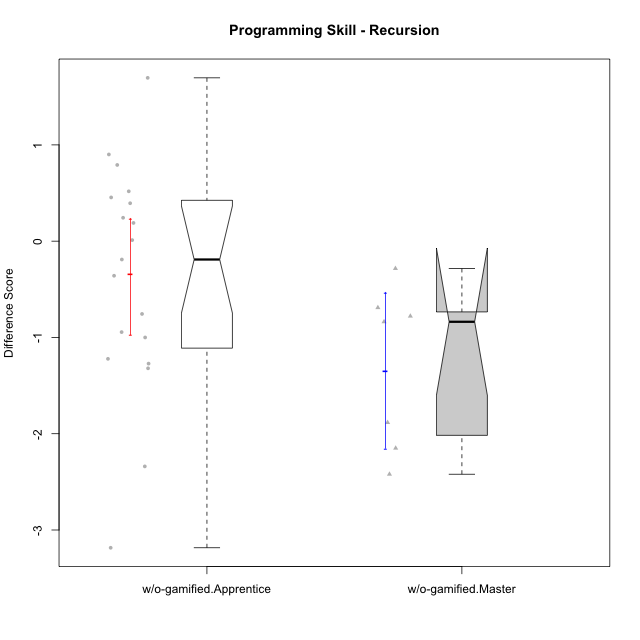 Programming Skill - Recursion
Difference Score
1
0
-1
-2
-3
w/o-gamified.Apprentice
w/o-gamified.Master